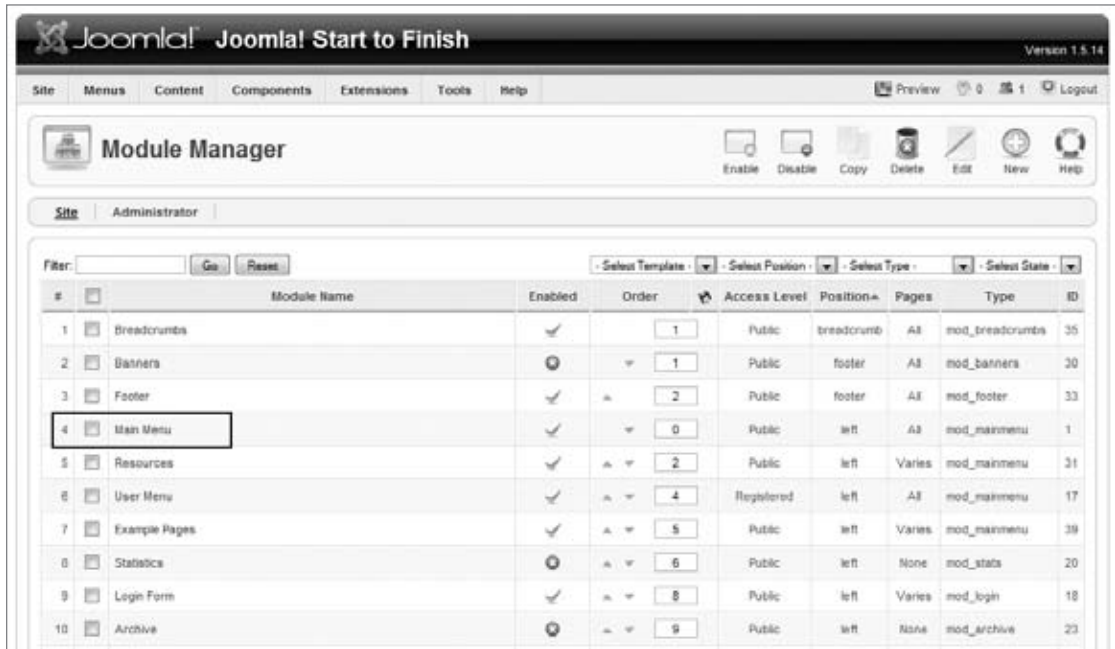 Joomla! Joomla! Start to Finish
Version 1.5.14
Site Menus Content Components Extensions Tools Help Preview 0 1 Logout
Module Manager Enable Disable Copy Delete Edit New Help
Site Administrator
Filter: Go Reset - Select Template - - Select Position - - Select Type - - Select State -
# Module Name Enabled Order Access Level Position Pages Type ID
1 Breadcrumbs 1 Public breadcrumb All mod_breadcrumbs 35
2 Banners 1 Public footer All mod_banners 30
3 Footer 2 Public footer All mod_footer 33
4 Main Menu 0 Public left All mod_mainmenu 1
5 Resources 2 Public left Varies mod_mainmenu 31
6 User Menu 4 Registered left All mod_mainmenu 17
7 Example Pages 5 Public left Varies mod_mainmenu 39
8 Statistics 6 Public left None mod_stats 20
9 Login Form 8 Public left Varies mod_login 18
10 Archive 9 Public left None mod_archive 23